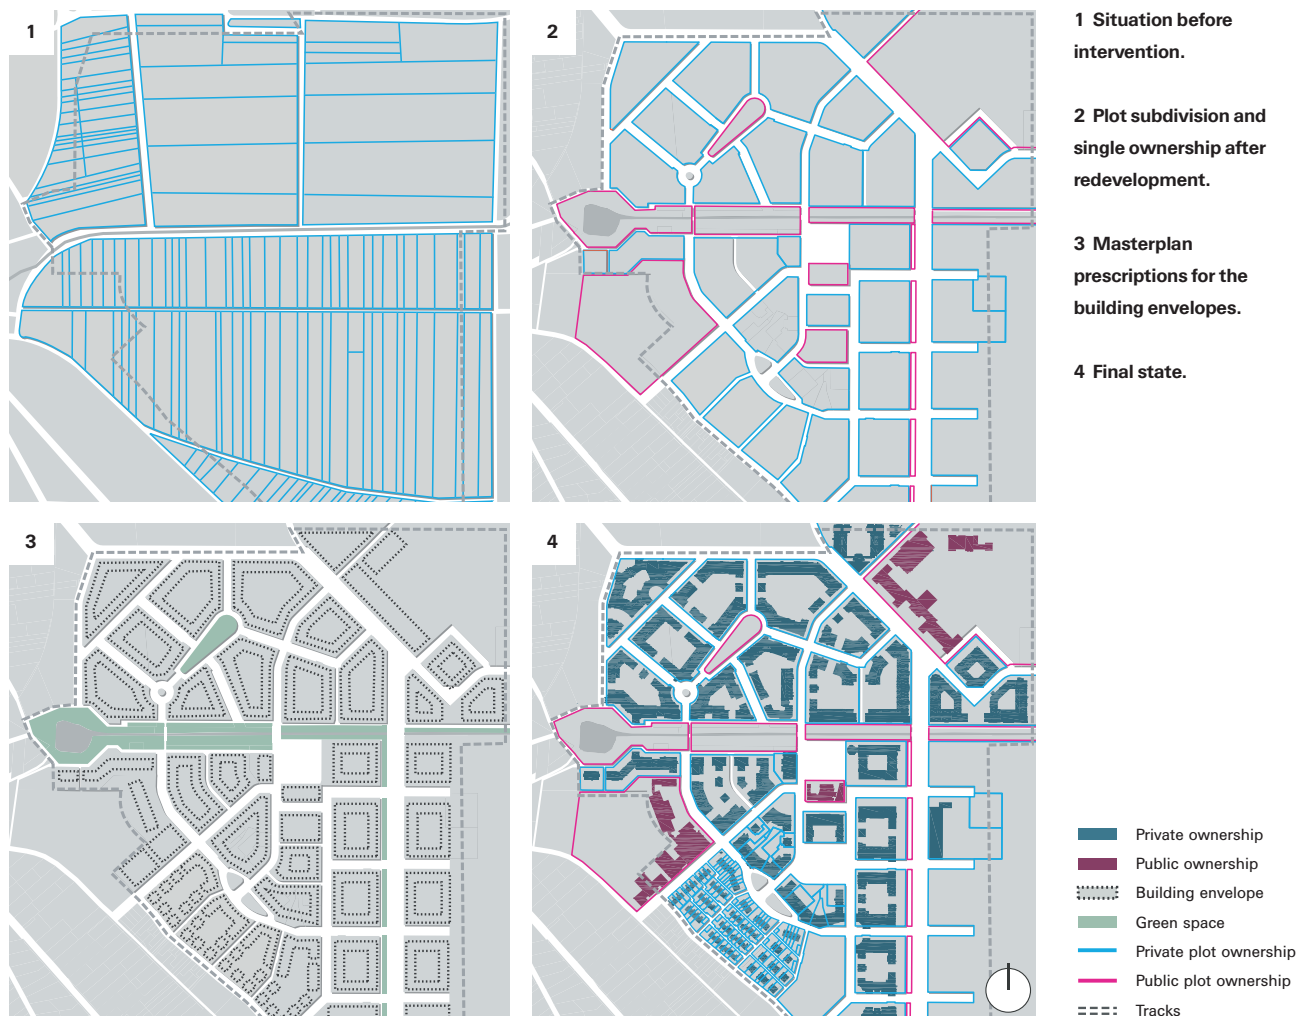 1
2
1 Situation before
intervention.
2 Plot subdivision and
single ownership after
redevelopment.
3 Masterplan
prescriptions for the
building envelopes.
4 Final state.
3
4
Private ownership
Public ownership
Building envelope
Green space
Private plot ownership
Public plot ownership
Tracks